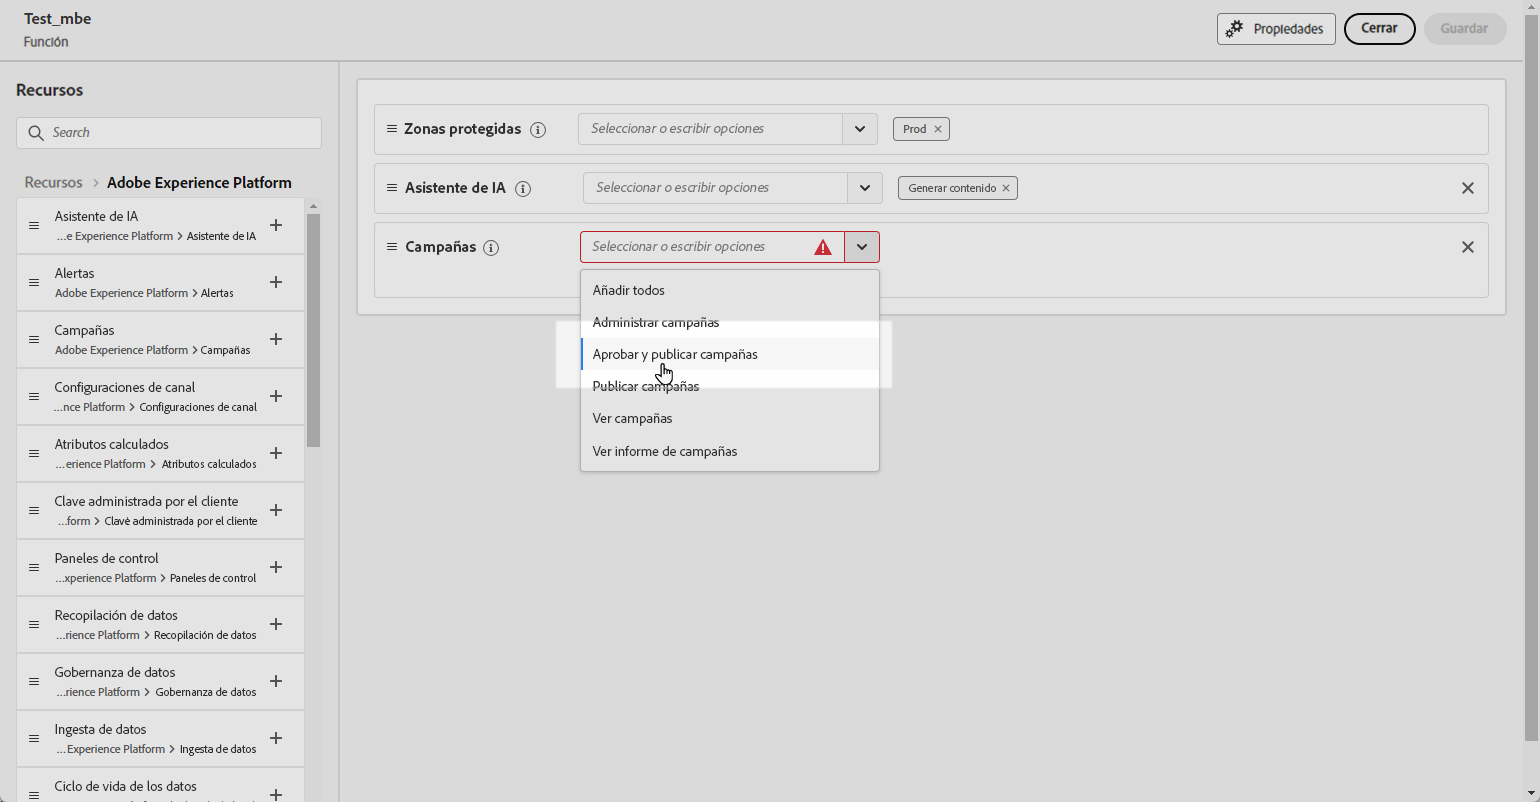 Test_mbe
Función
Propiedades
Cerrar
Guardar
Recursos
Search
Recursos > Adobe Experience Platform
Asistente de IA
...e Experience Platform > Asistente de IA
Alertas
Adobe Experience Platform > Alertas
Campañas
Adobe Experience Platform > Campañas
Configuraciones de canal
...nce Platform > Configuraciones de canal
Atributos calculados
...erience Platform > Atributos calculados
Clave administrada por el cliente
...form > Clave administrada por el cliente
Paneles de control
...xperience Platform > Paneles de control
Recopilación de datos
...rience Platform > Recopilación de datos
Gobernanza de datos
...rience Platform > Gobernanza de datos
Ingesta de datos
...Experience Platform > Ingesta de datos
Ciclo de vida de los datos
Zonas protegidas
Seleccionar o escribir opciones
Prod
Asistente de IA
Seleccionar o escribir opciones
Generar contenido
Campañas
Seleccionar o escribir opciones
Añadir todos
Administrar campañas
Aprobar y publicar campañas
Publicar campañas
Ver campañas
Ver informe de campañas